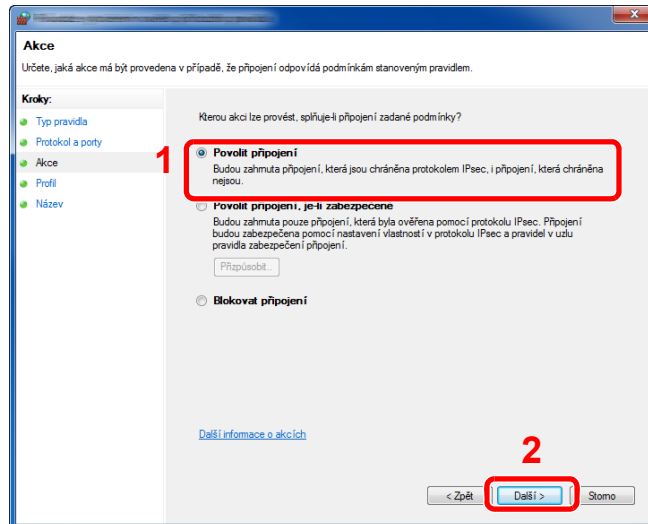 Akce
Určete, jaká akce má být provedena v případě, že připojení odpovídá podmínkám stanoveným pravidlem.
Kroky:
Typ pravidla
Protokol a porty
Akce
Profil
Název
Kterou akci lze provést, splňuje-li připojení zadané podmínky?
1
Povolit připojení
Budou zahrnuta připojení, která jsou chráněna protokolem IPsec, i připojení, která chráněna
nejsou.
Povolit připojení, je-li zabezpečené
Budou zahrnuta pouze připojení, která byla ověřena pomocí protokolu IPsec. Připojení
budou zabezpečena pomocí nastavení vlastností v protokolu IPsec a pravidel v uzlu
pravidla zabezpečení připojení.
Přizpůsobit...
Blokovat připojení
Další informace o akcích
2
< Zpět
Další >
Storno